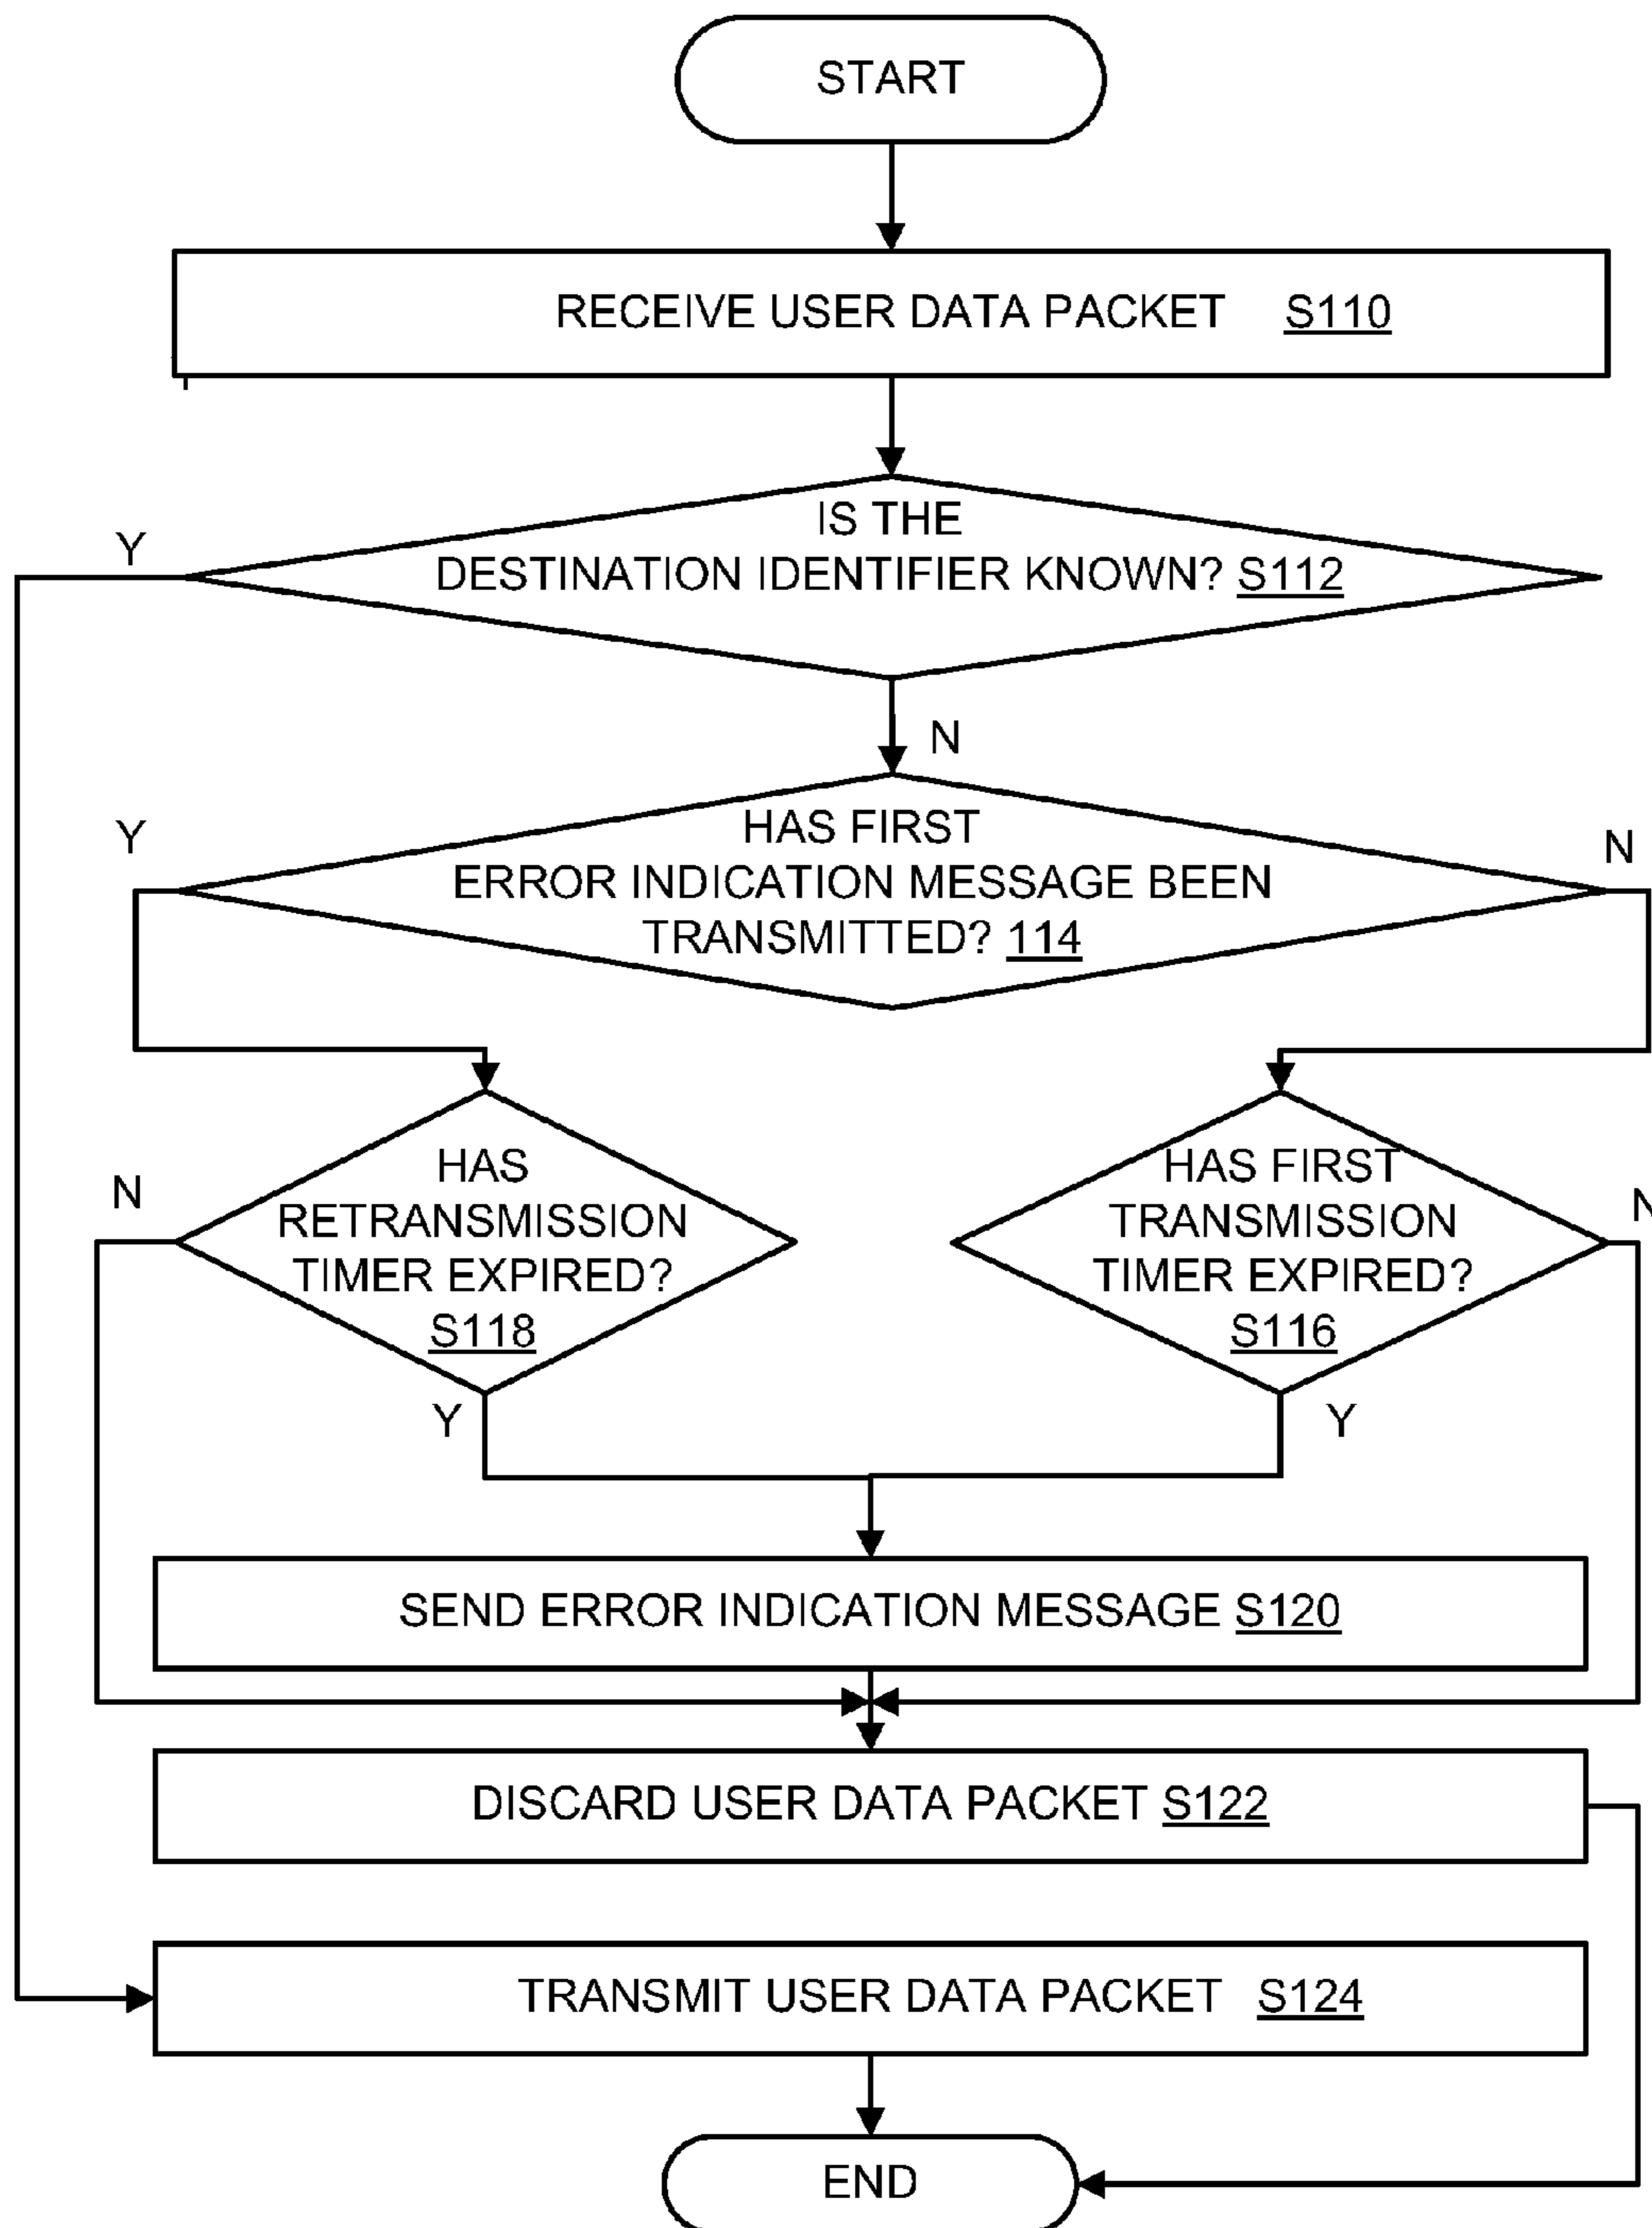 START
RECEIVE USER DATA PACKET S110
IS THE
DESTINATION IDENTIFIER KNOWN? S112
Y
N
HAS FIRST
ERROR INDICATION MESSAGE BEEN
TRANSMITTED? 114
Y
N
HAS
RETRANSMISSION
TIMER EXPIRED?
S118
N
Y
HAS FIRST
TRANSMISSION
TIMER EXPIRED?
S116
N
Y
SEND ERROR INDICATION MESSAGE S120
DISCARD USER DATA PACKET S122
TRANSMIT USER DATA PACKET S124
END